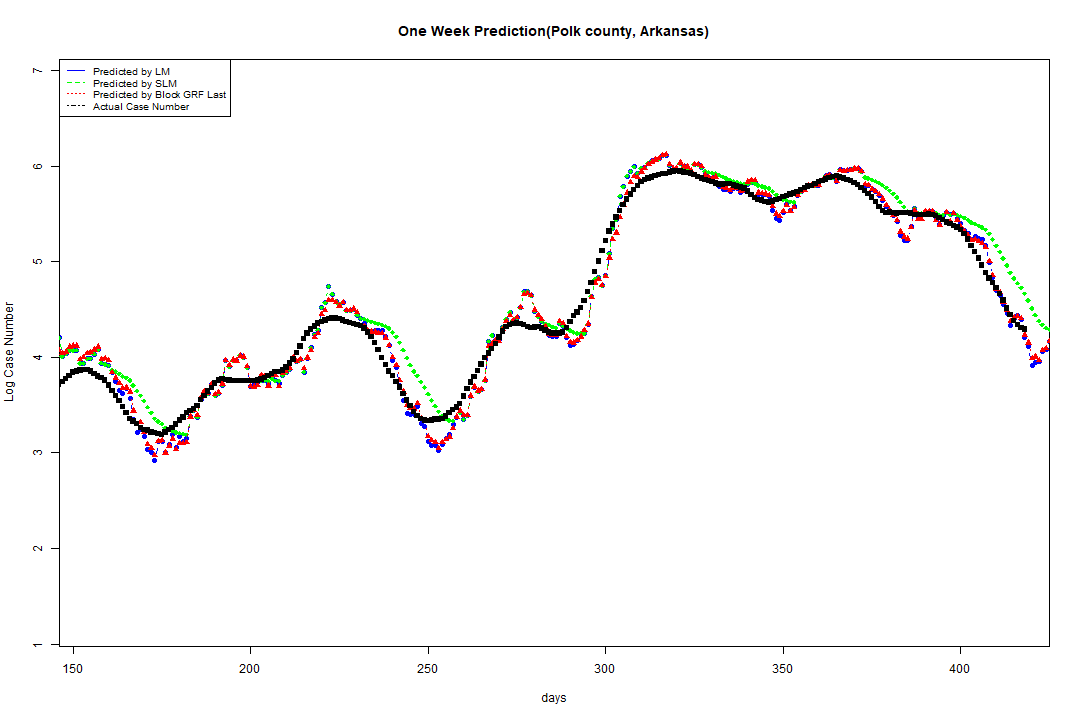 One Week Prediction(Polk county, Arkansas)
Predicted by LM
Predicted by SLM
Predicted by Block GRF Last
Actual Case Number
7
6
5
4
3
2
1
Log Case Number
150 200 250 300 350 400
days